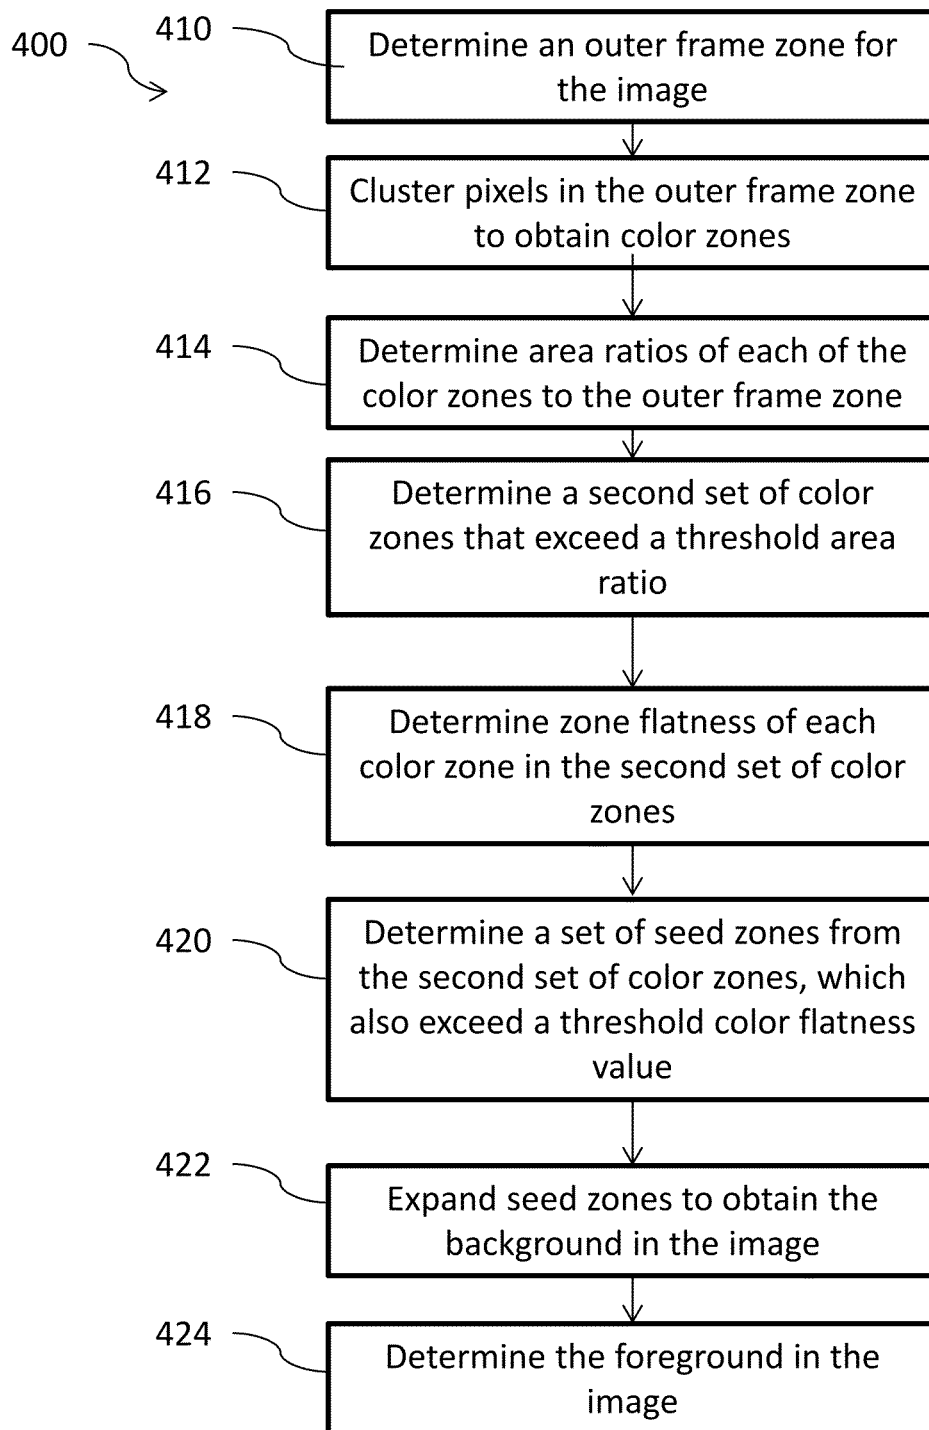 400
410
Determine an outer frame zone for
the image
412
Cluster pixels in the outer frame zone
to obtain color zones
414
Determine area ratios of each of the
color zones to the outer frame zone
416
Determine a second set of color
zones that exceed a threshold area
ratio
418
Determine zone flatness of each
color zone in the second set of color
zones
420
Determine a set of seed zones from
the second set of color zones, which
also exceed a threshold color flatness
value
422
Expand seed zones to obtain the
background in the image
424
Determine the foreground in the
image